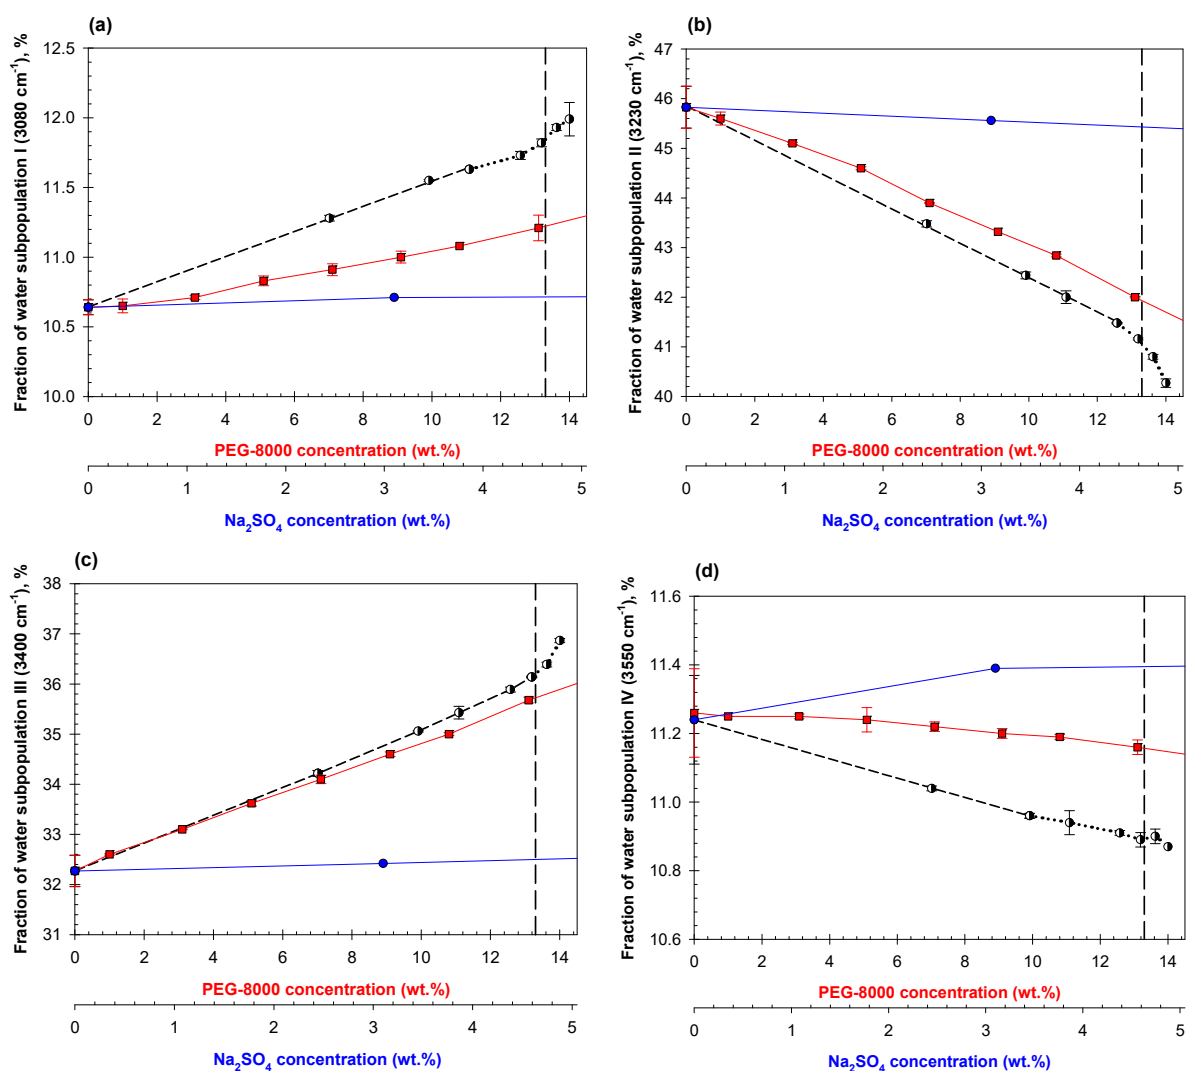 (a)
Fraction of water subpopulation I (3080 cm⁻¹), %
12.5
12.0
11.5
11.0
10.5
10.0
0 2 4 6 8 10 12 14
PEG-8000 concentration (wt.%)
0 1 2 3 4 5
Na₂SO₄ concentration (wt.%)
(b)
Fraction of water subpopulation II (3230 cm⁻¹), %
47
46
45
44
43
42
41
40
0 2 4 6 8 10 12 14
PEG-8000 concentration (wt.%)
0 1 2 3 4 5
Na₂SO₄ concentration (wt.%)
(c)
Fraction of water subpopulation III (3400 cm⁻¹), %
38
37
36
35
34
33
32
31
0 2 4 6 8 10 12 14
PEG-8000 concentration (wt.%)
0 1 2 3 4 5
Na₂SO₄ concentration (wt.%)
(d)
Fraction of water subpopulation IV (3550 cm⁻¹), %
11.6
11.4
11.2
11.0
10.8
10.6
0 2 4 6 8 10 12 14
PEG-8000 concentration (wt.%)
0 1 2 3 4 5
Na₂SO₄ concentration (wt.%)